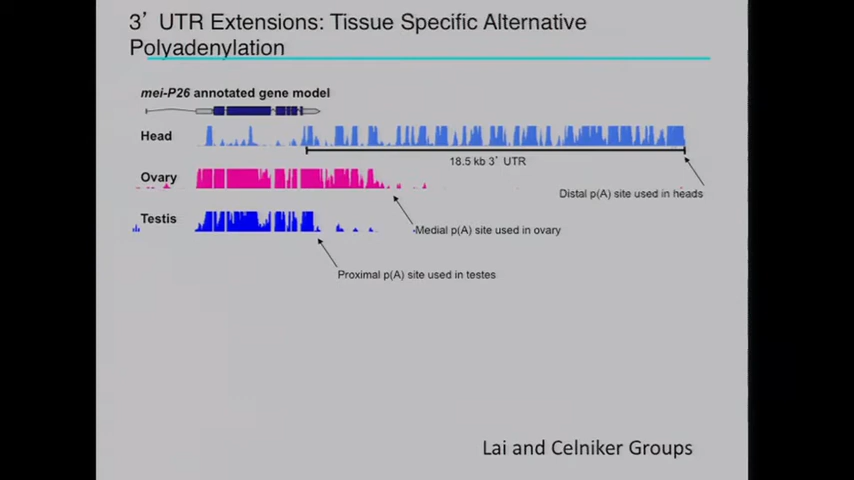 3' UTR Extensions: Tissue Specific Alternative
Polyadenylation
mei-P26 annotated gene model
Head
18.5 kb 3' UTR
Ovary
Distal p(A) site used in heads
Testis
Medial p(A) site used in ovary
Proximal p(A) site used in testes
Lai and Celniker Groups